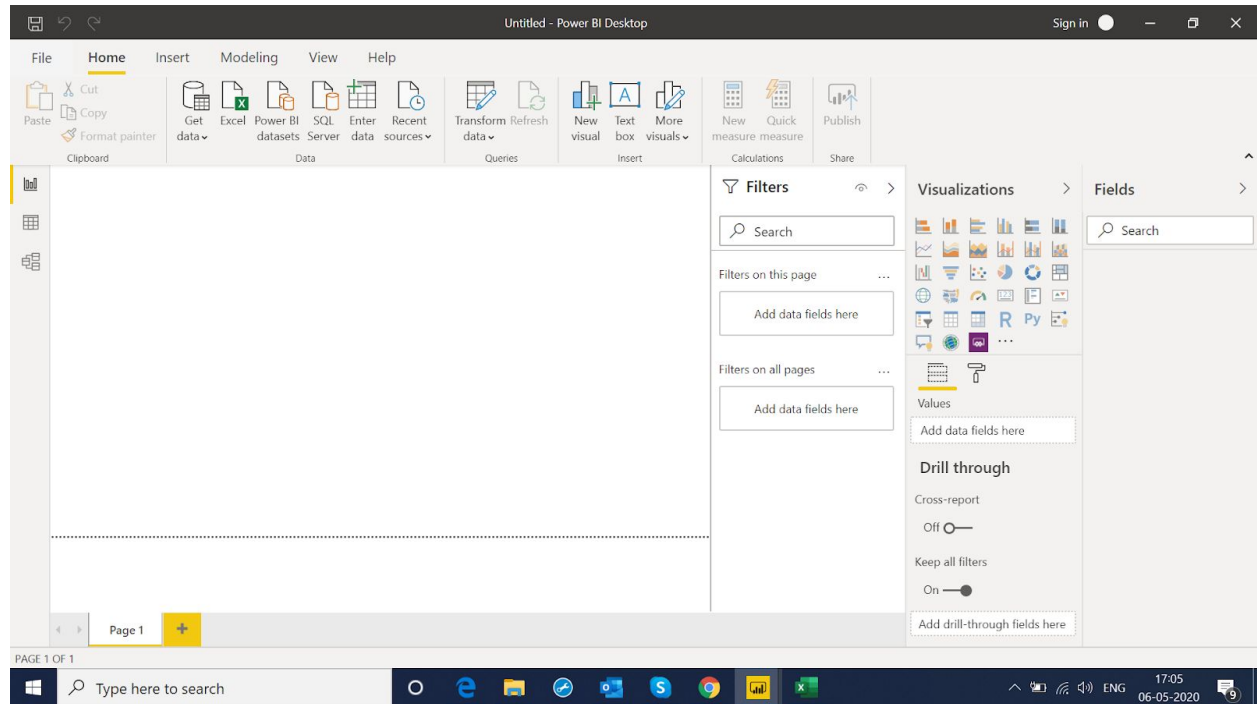 Untitled - Power BI Desktop
Sign in
File Home Insert Modeling View Help
Paste
Cut
Copy
Format painter
Clipboard
Get data
Excel
Power BI datasets
SQL Server
Enter data
Recent sources
Data
Transform data
Refresh
Queries
New visual
Text box
More visuals
Insert
New measure
Quick measure
Calculations
Publish
Share
Filters
Search
Filters on this page
...
Add data fields here
Filters on all pages
...
Add data fields here
Visualizations
123
R Py
...
Values
Add data fields here
Drill through
Cross-report
Off
Keep all filters
On
Add drill-through fields here
Fields
Search
Page 1
+
PAGE 1 OF 1
Type here to search
ENG
17:05
06-05-2020
9